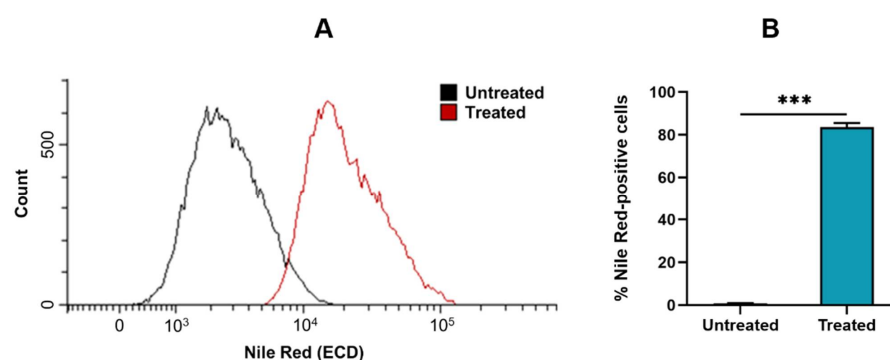 A
Untreated
Treated
500
0
Count
0 10³ 10⁴ 10⁵
Nile Red (ECD)
B
***
100
80
60
40
20
0
% Nile Red-positive cells
Untreated Treated